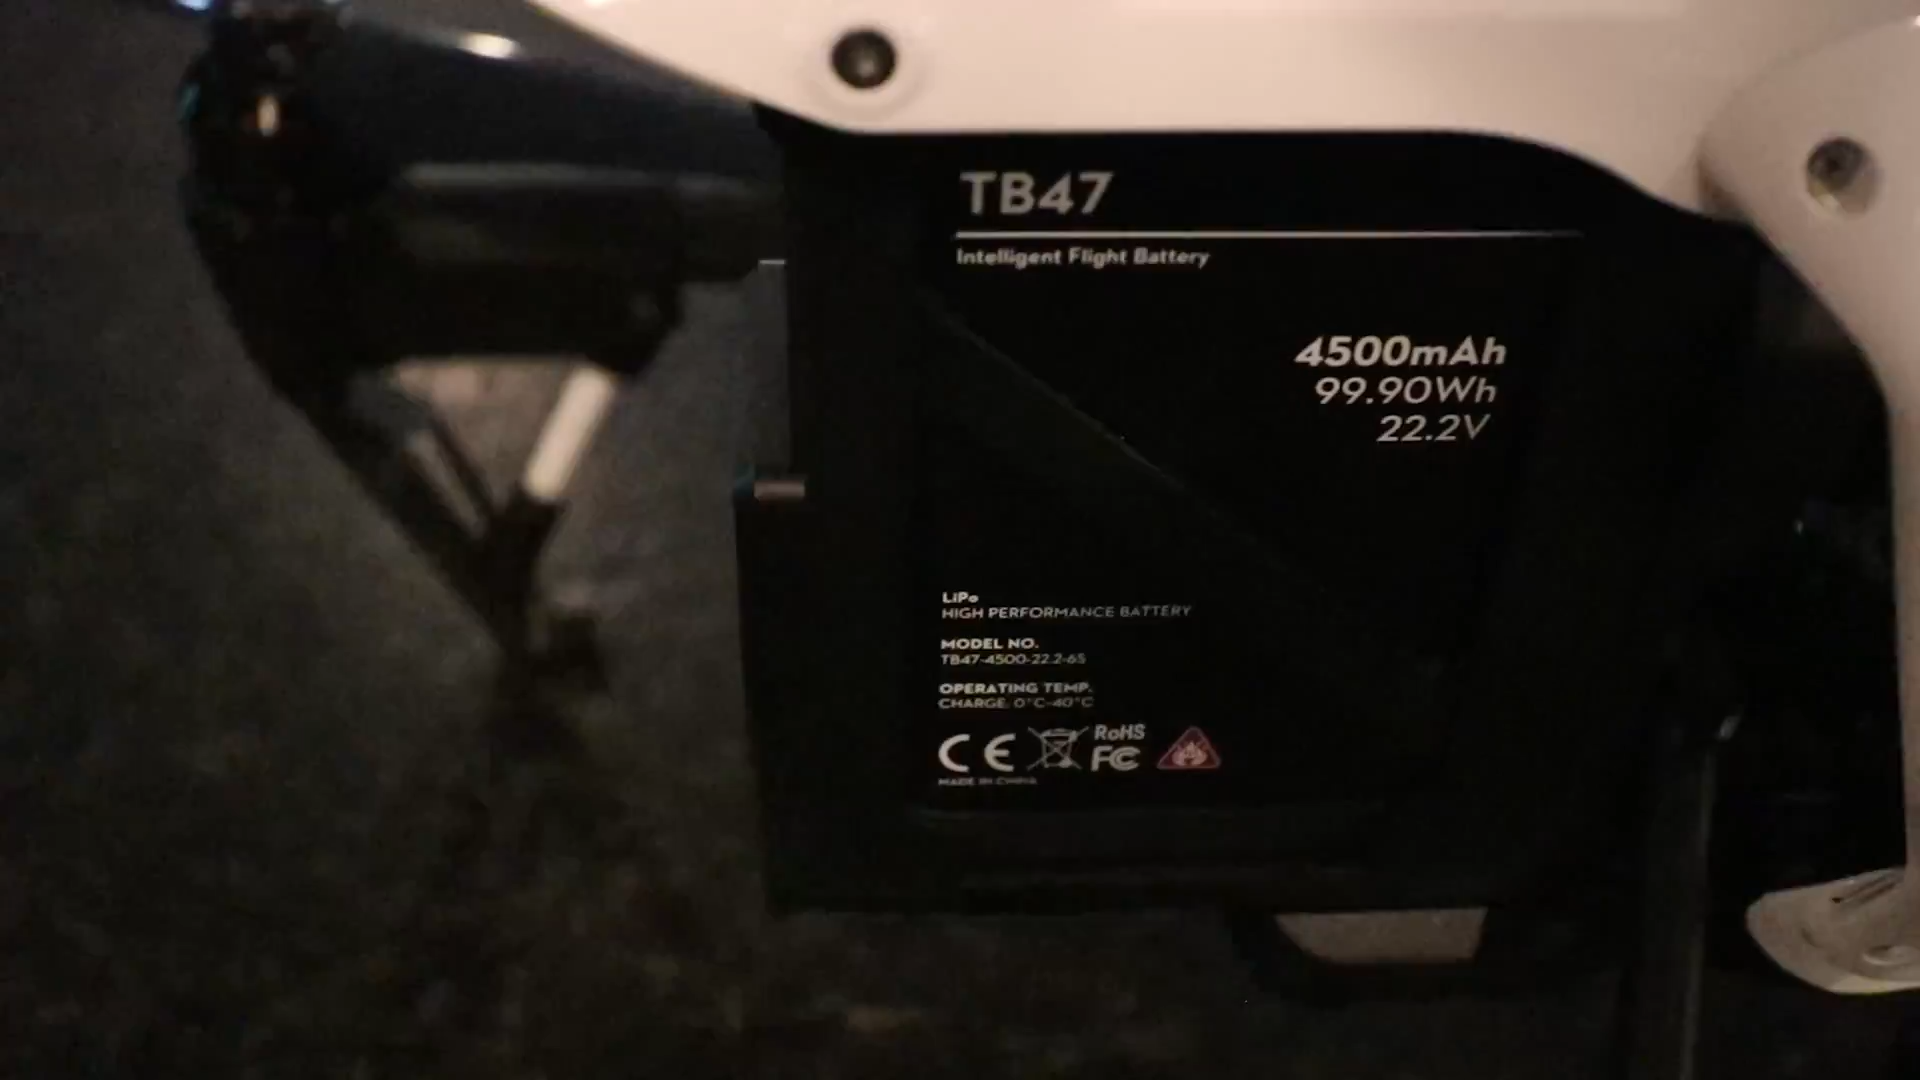 TB47
Intelligent Flight Battery
4500mAh
99.90Wh
22.2V
LiPo
HIGH PERFORMANCE BATTERY
MODEL NO.
TB47-4500-22.2-6S
OPERATING TEMP.
CHARGE: 0°C-40°C
CE RoHS
FC
MADE IN CHINA